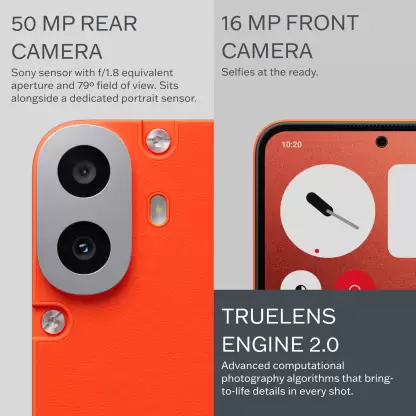 50 MP REAR
CAMERA
Sony sensor with f/1.8 equivalent
aperture and 79º field of view. Sits
alongside a dedicated portrait sensor.
16 MP FRONT
CAMERA
Selfies at the ready.
10:20
TRUELENS
ENGINE 2.0
Advanced computational
photography algorithms that bring-
to-life details in every shot.